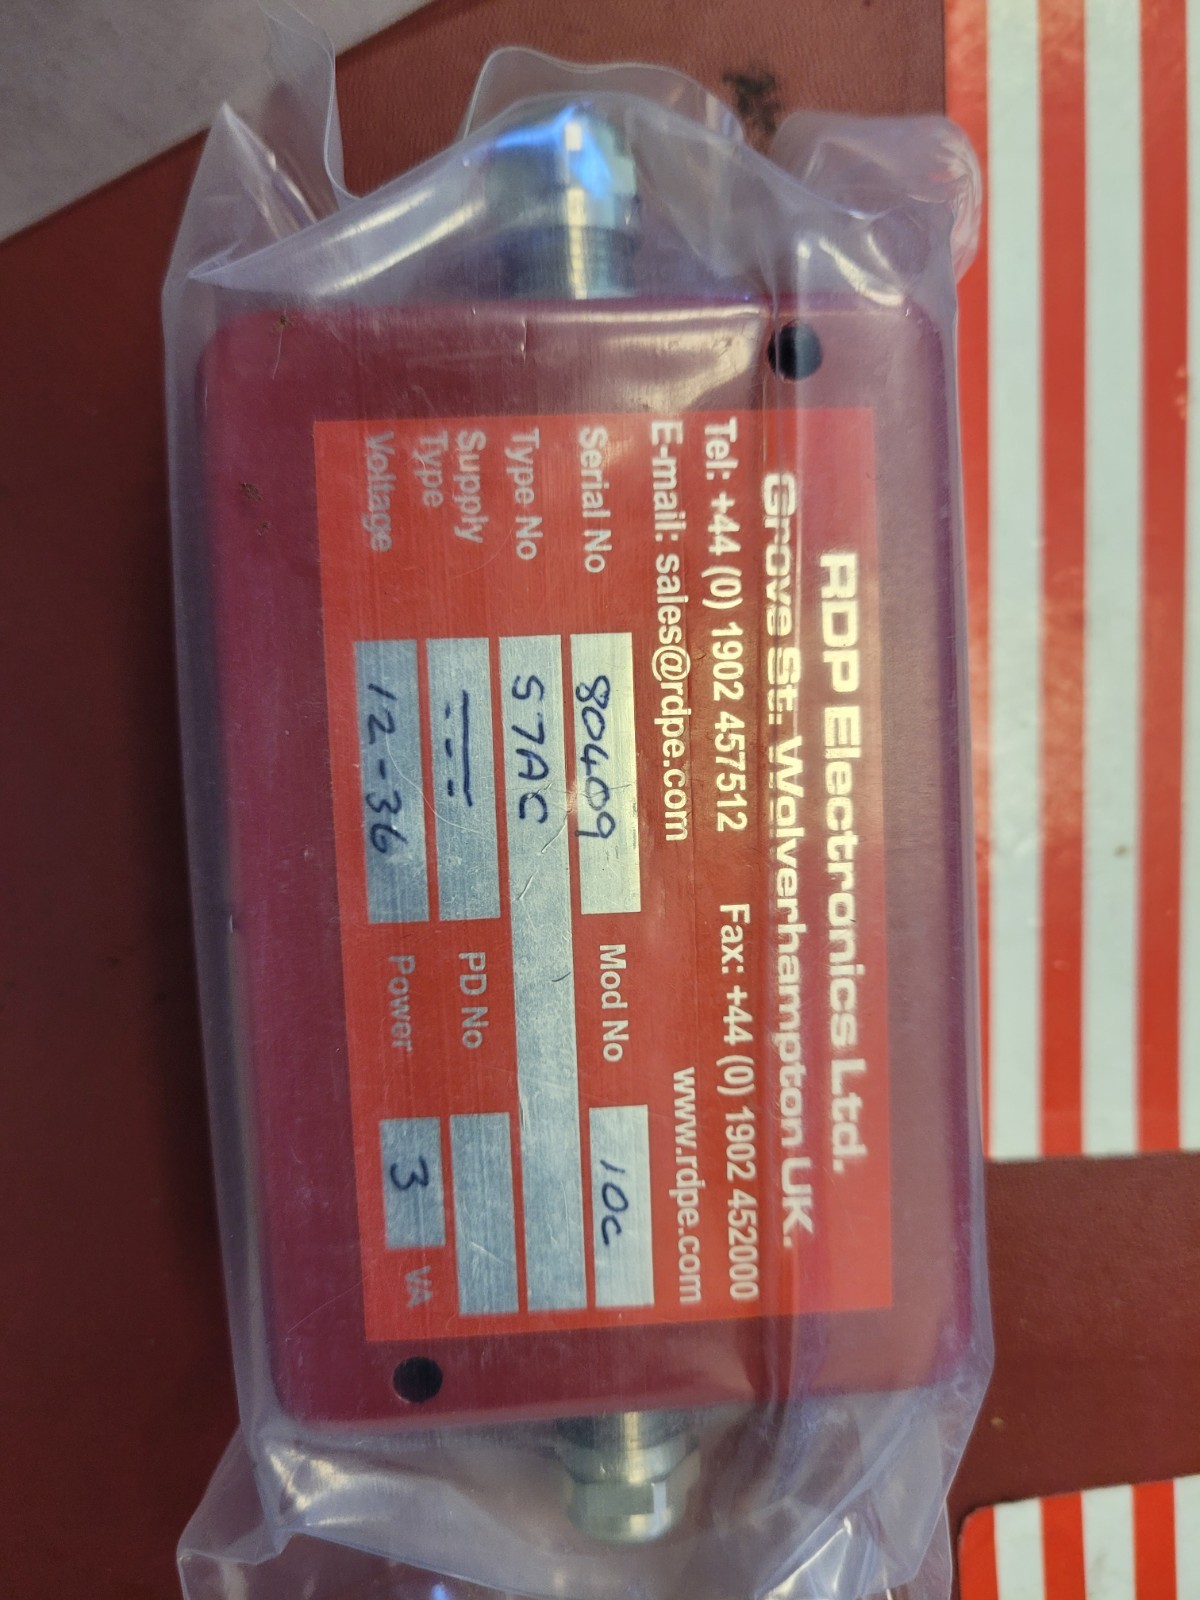 RDP Electronics Ltd.
Grove St. Wolverhampton UK.
Tel: +44 (0) 1902 457512 Fax: +44 (0) 1902 452000
E-mail: sales@rdpe.com www.rdpe.com
Serial No 80409 Mod No 10c
Type No S7AC
Supply Type PD No
Voltage 12-36 Power 3 VA